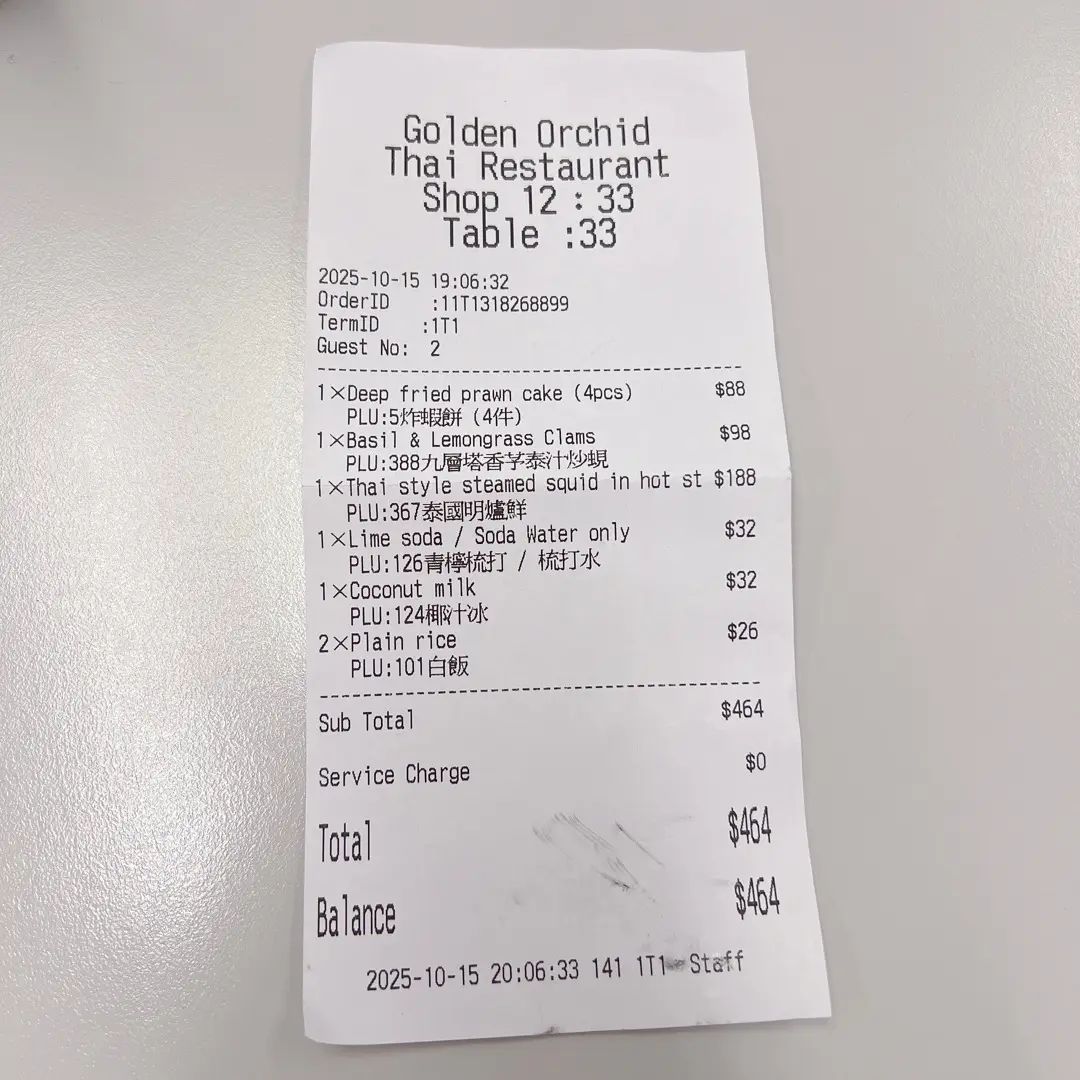 Golden Orchid
Thai Restaurant
Shop 12 : 33
Table :33
2025-10-15 19:06:32
OrderID :11T1318268899
TermID :1T1
Guest No: 2
1×Deep fried prawn cake (4pcs) $88
PLU:5炸蝦餅 (4件)
1×Basil & Lemongrass Clams $98
PLU:388九層塔香芧泰汁炒蜆
1×Thai style steamed squid in hot st $188
PLU:367泰國明爐鮮
1×Lime soda / Soda Water only $32
PLU:126青檸梳打 / 梳打水
1×Coconut milk $32
PLU:124椰汁冰
2×Plain rice $26
PLU:101白飯
Sub Total $464
Service Charge $0
Total $464
Balance $464
2025-10-15 20:06:33 141 1T1 Staff